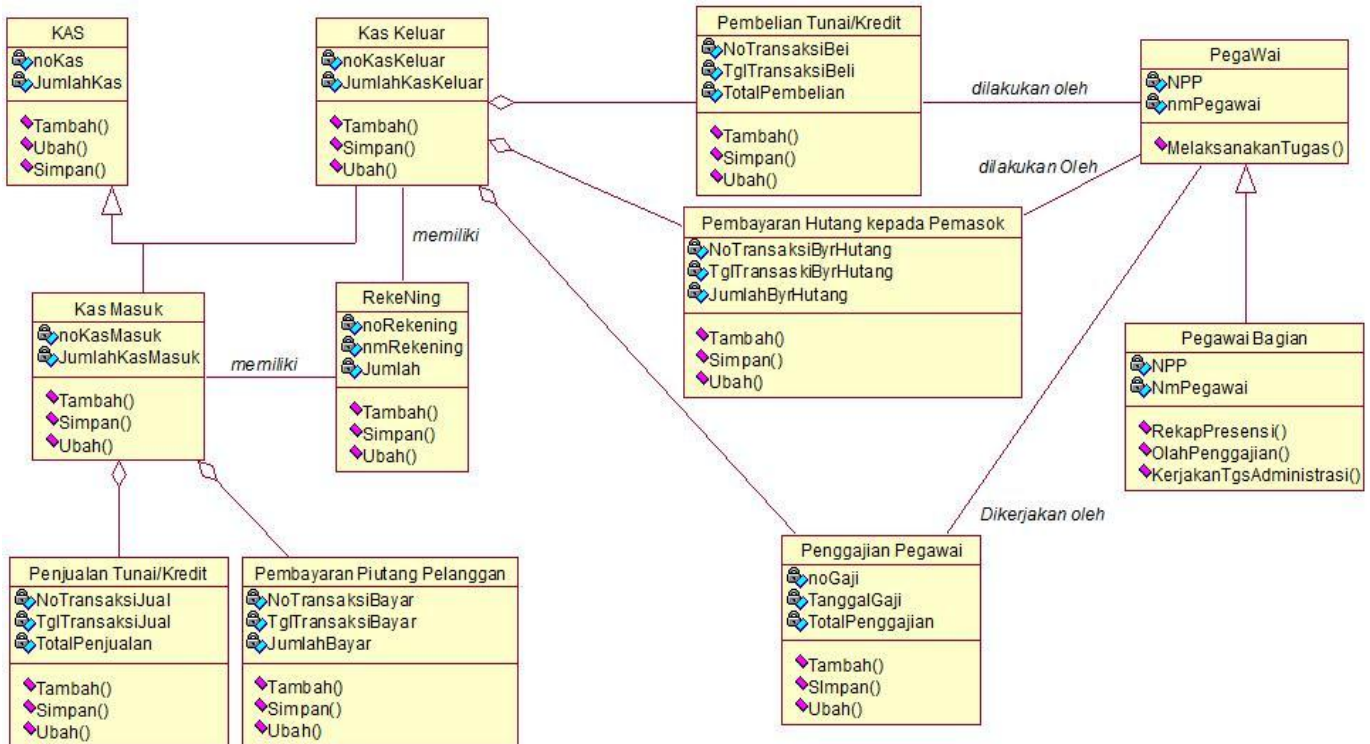 KAS
noKas
JumlahKas
Tambah()
Ubah()
Simpan()
Kas Keluar
noKasKeluar
JumlahKasKeluar
Tambah()
Simpan()
Ubah()
Pembelian Tunai/Kredit
NoTransaksiBei
TglTransaksiBeli
TotalPembelian
Tambah()
Simpan()
Ubah()
dilakukan oleh
PegaWai
NPP
nmPegawai
MelaksanakanTugas()
dilakukan Oleh
memiliki
Pembayaran Hutang kepada Pemasok
NoTransaksiByrHutang
TglTransaskiByrHutang
JumlahByrHutang
Tambah()
Simpan()
Ubah()
Kas Masuk
noKasMasuk
JumlahKasMasuk
Tambah()
Simpan()
Ubah()
memiliki
RekeNing
noRekening
nmRekening
Jumlah
Tambah()
Simpan()
Ubah()
Pegawai Bagian
NPP
NmPegawai
RekapPresensi()
OlahPenggajian()
KerjakanTgsAdministrasi()
Dikerjakan oleh
Penjualan Tunai/Kredit
NoTransaksiJual
TglTransaksiJual
TotalPenjualan
Tambah()
Simpan()
Ubah()
Pembayaran Piutang Pelanggan
NoTransaksiBayar
TglTransaksiBayar
JumlahBayar
Tambah()
Simpan()
Ubah()
Penggajian Pegawai
noGaji
TanggalGaji
TotalPenggajian
Tambah()
SImpan()
Ubah()